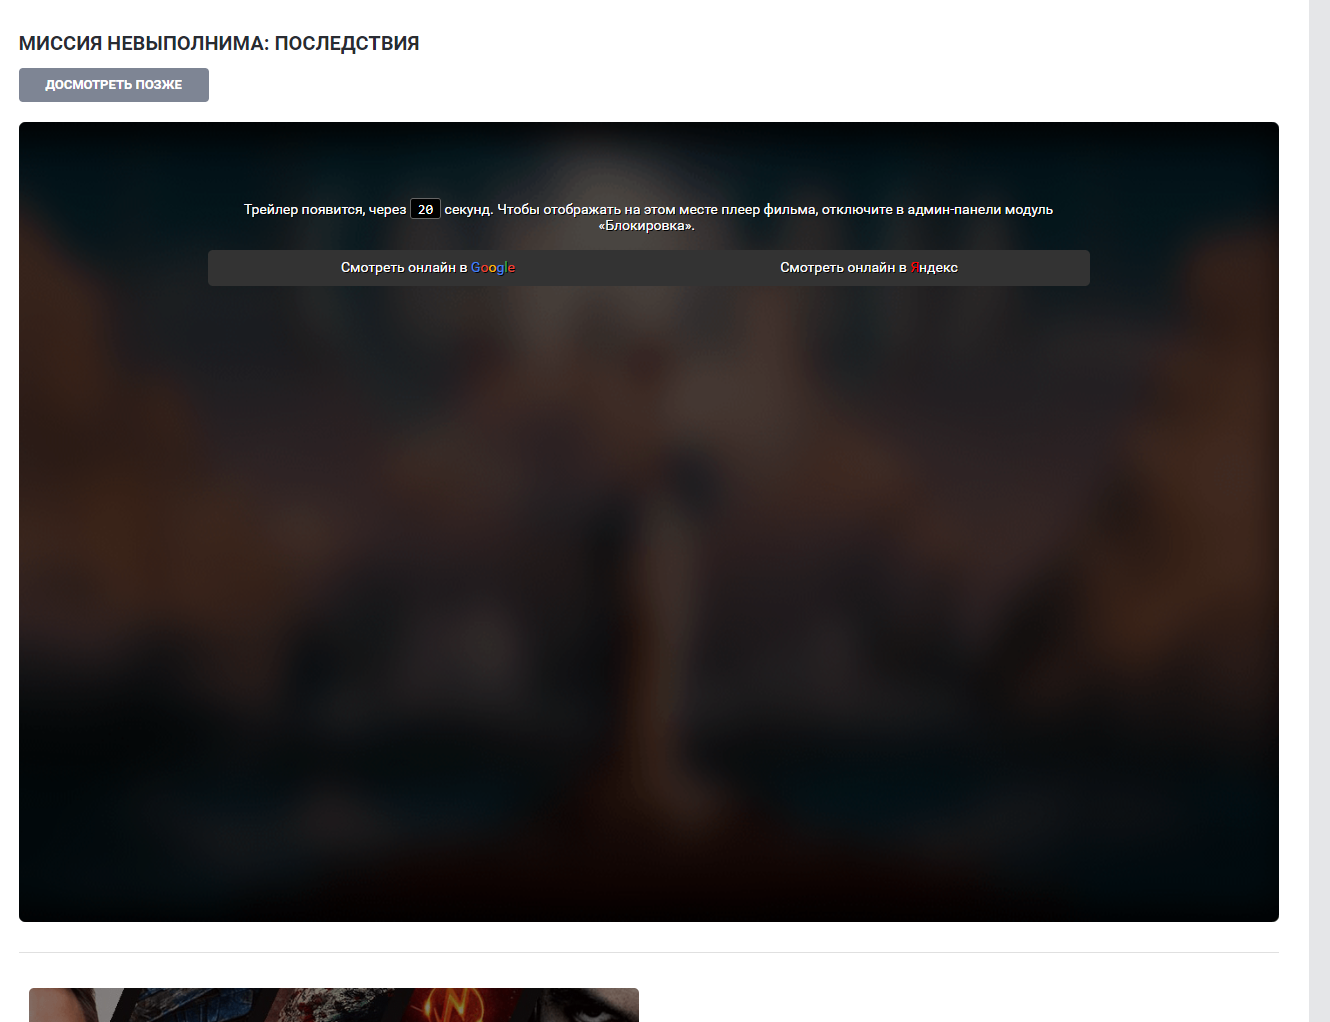 МИССИЯ НЕВЫПОЛНИМА: ПОСЛЕДСТВИЯ
ДОСМОТРЕТЬ ПОЗЖЕ
Трейлер появится, через 20 секунд. Чтобы отображать на этом месте плеер фильма, отключите в админ-панели модуль
«Блокировка».
Смотреть онлайн в Google
Смотреть онлайн в Яндекс